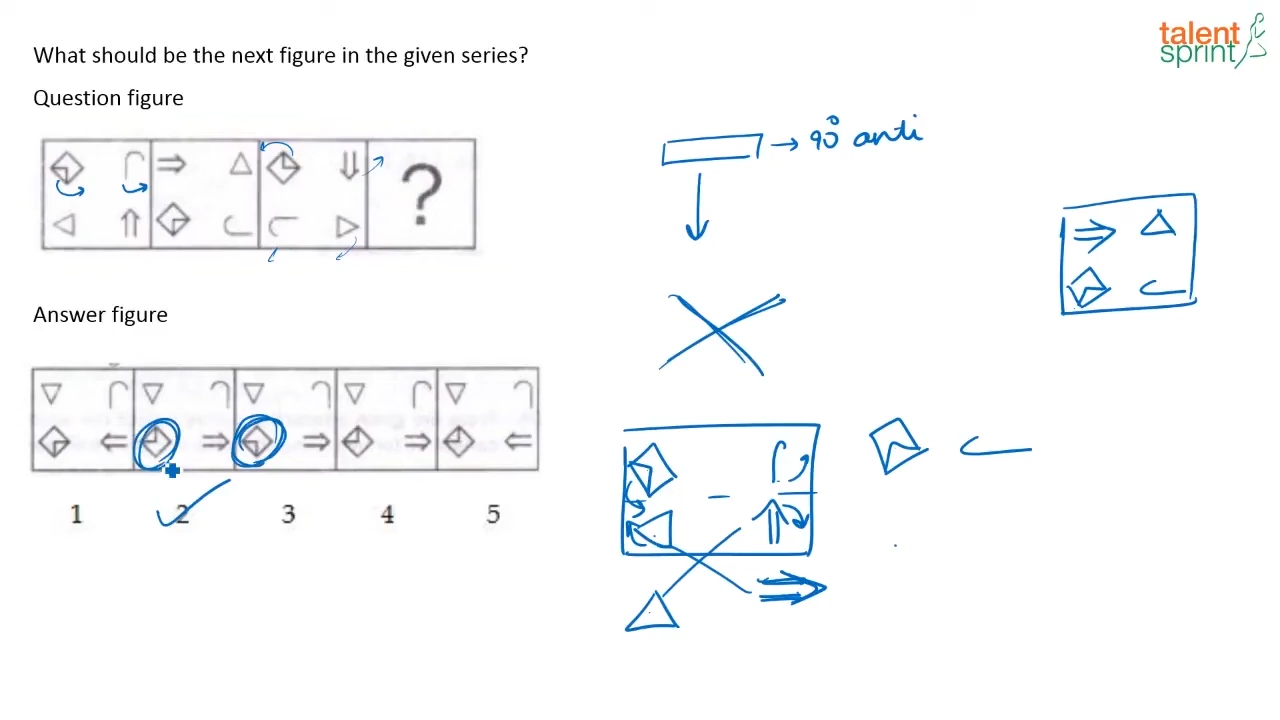 talent
sprint
What should be the next figure in the given series?
Question figure
?
→ 90° anti
Answer figure
1 2 3 4 5